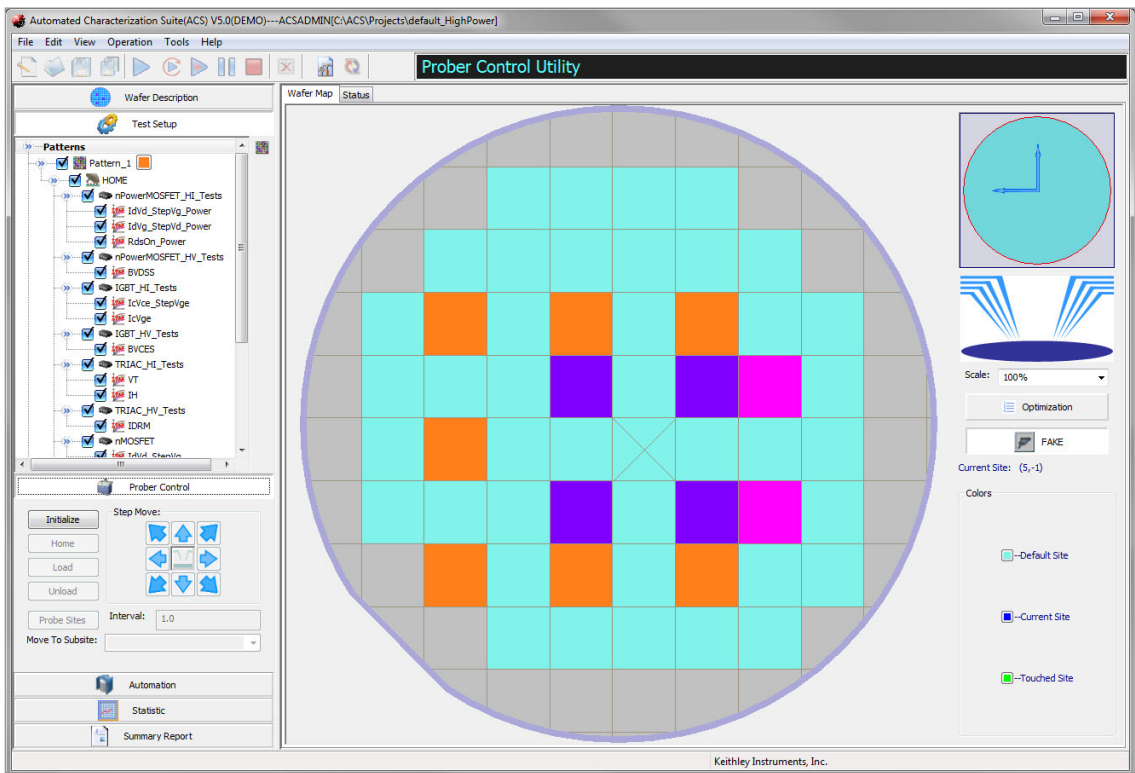 Automated Characterization Suite(ACS) V5.0(DEMO)---ACSADMIN[C:\ACS\Projects\default_HighPower]
File Edit View Operation Tools Help
Prober Control Utility
Wafer Description
Test Setup
Patterns
Pattern_1
HOME
nPowerMOSFET_HI_Tests
IdVd_StepVg_Power
IdVg_StepVd_Power
RdsOn_Power
nPowerMOSFET_HV_Tests
BVDSS
IGBT_HI_Tests
IcVce_StepVge
IcVge
IGBT_HV_Tests
BVCES
TRIAC_HI_Tests
VT
IH
TRIAC_HV_Tests
IDRM
nMOSFET
IdVd_StepVg
Prober Control
Initialize
Home
Load
Unload
Probe Sites
Step Move:
Interval: 1.0
Move To Subsite:
Automation
Statistic
Summary Report
Wafer Map Status
Scale: 100%
Optimization
FAKE
Current Site: (5,-1)
Colors
--Default Site
--Current Site
--Touched Site
Keithley Instruments, Inc.